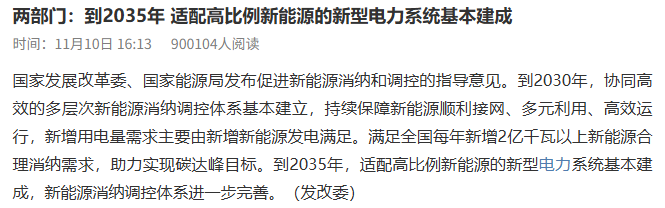 两部门：到2035年 适配高比例新能源的新型电力系统基本建成
时间：11月10日 16:13 900104人阅读
国家发展改革委、国家能源局发布促进新能源消纳和调控的指导意见。到2030年，协同高
效的多层次新能源消纳调控体系基本建立，持续保障新能源顺利接网、多元利用、高效运
行，新增用电量需求主要由新增新能源发电满足。满足全国每年新增2亿千瓦以上新能源合
理消纳需求，助力实现碳达峰目标。到2035年，适配高比例新能源的新型电力系统基本建
成，新能源消纳调控体系进一步完善。（发改委）